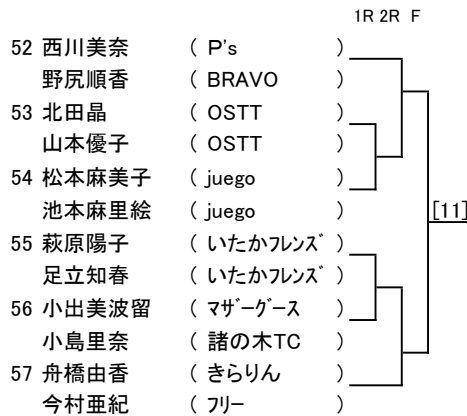 1R 2R F
52 西川美奈 ( P's )
野尻順香 ( BRAVO )
53 北田晶 ( OSTT )
山本優子 ( OSTT )
54 松本麻美子 ( juego )
池本麻里絵 ( juego )
[11]
55 萩原陽子 ( いたかﾌﾚﾝｽﾞ )
足立知春 ( いたかﾌﾚﾝｽﾞ )
56 小出美波留 ( ﾏｻﾞｰｸﾞｰｽ )
小島里奈 ( 諸の木TC )
57 舟橋由香 ( きらりん )
今村亜紀 ( ﾌﾘｰ )